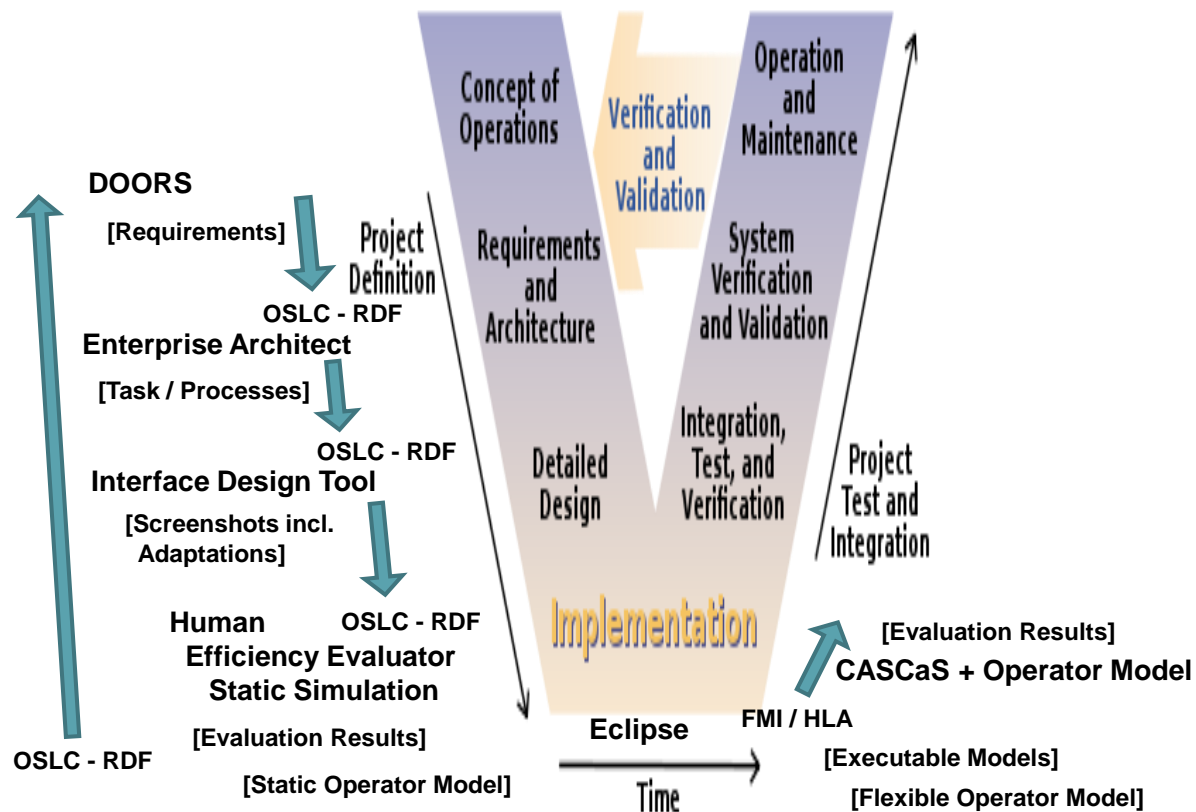 DOORS
[Requirements]
OSLC - RDF
Enterprise Architect
[Task / Processes]
OSLC - RDF
Interface Design Tool
[Screenshots incl.
Adaptations]
Human
OSLC - RDF
Efficiency Evaluator
Static Simulation
[Evaluation Results]
OSLC - RDF
[Static Operator Model]
Project
Definition
Concept of
Operations
Requirements
and
Architecture
Detailed
Design
Verification
and
Validation
Operation
and
Maintenance
System
Verification
and Validation
Integration,
Test, and
Verification
Project
Test and
Integration
Implementation
Eclipse
Time
[Evaluation Results]
CASCaS + Operator Model
FMI / HLA
[Executable Models]
[Flexible Operator Model]